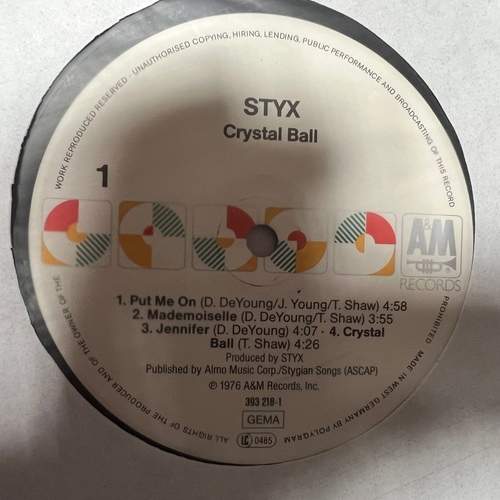 WORK REPRODUCED RESERVED - UNAUTHORISED COPYING, HIRING, LENDING, PUBLIC PERFORMANCE AND BROADCASTING OF THIS RECORD
PROHIBITED MADE IN WEST GERMANY BY POLYGRAM
ALL RIGHTS OF THE PRODUCER AND OF THE OWNER OF THE
STYX
Crystal Ball
1
A&M
RECORDS
1. Put Me On (D. DeYoung/J. Young/T. Shaw) 4:58
2. Mademoiselle (D. DeYoung/T. Shaw) 3:55
3. Jennifer (D. DeYoung) 4:07 · 4. Crystal
Ball (T. Shaw) 4:26
Produced by STYX
Published by Almo Music Corp./Stygian Songs (ASCAP)
℗ 1976 A&M Records, Inc.
393 218-1
GEMA
LC 0485